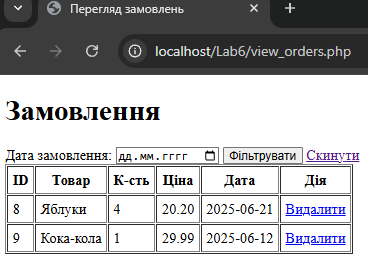 Перегляд замовлень
localhost/Lab6/view_orders.php
Замовлення
Дата замовлення: дд.мм.гггг Фільтрувати Скинути
ID Товар К-сть Ціна Дата Дія
8 Яблуки 4 20.20 2025-06-21 Видалити
9 Кока-кола 1 29.99 2025-06-12 Видалити